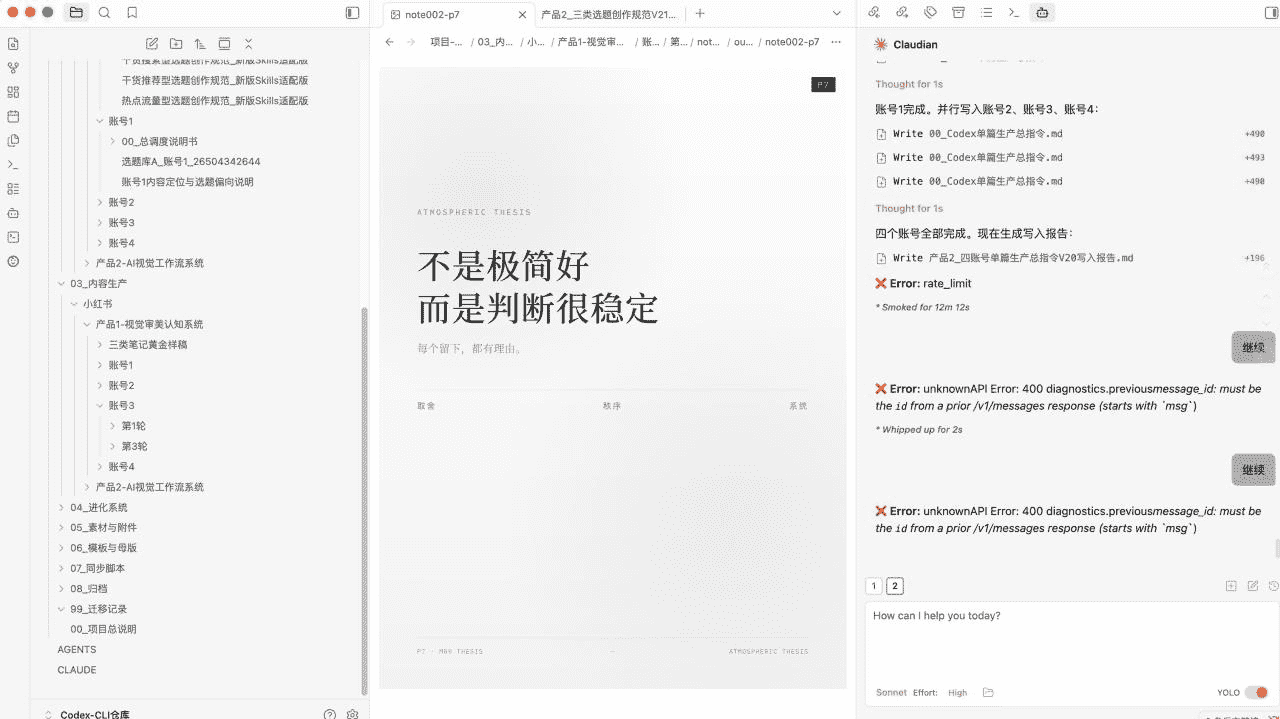 note002-p7
产品2_三类选题创作规范V21...
项目-... / 03_内... / 小... / 产品1-视觉审... / 账... / 第... / not... / ou... / note002-p7
干货搜索型选题创作规范_新版Skills适配版
干货推荐型选题创作规范_新版Skills适配版
热点流量型选题创作规范_新版Skills适配版
账号1
00_总调度说明书
选题库A_账号1_26504342644
账号1内容定位与选题偏向说明
账号2
账号3
账号4
产品2-AI视觉工作流系统
03_内容生产
小红书
产品1-视觉审美认知系统
三类笔记黄金样稿
账号1
账号2
账号3
第1轮
第3轮
账号4
产品2-AI视觉工作流系统
04_进化系统
05_素材与附件
06_模板与母版
07_同步脚本
08_归档
99_迁移记录
00_项目总说明
AGENTS
CLAUDE
Codex-CLI仓库
P7
ATMOSPHERIC THESIS
不是极简好
而是判断很稳定
每个留下，都有理由。
取舍 秩序 系统
P7 · M09 THESIS — ATMOSPHERIC THESIS
Claudian
Thought for 1s
账号1完成。并行写入账号2、账号3、账号4：
Write 00_Codex单篇生产总指令.md +490
Write 00_Codex单篇生产总指令.md +493
Write 00_Codex单篇生产总指令.md +490
Thought for 1s
四个账号全部完成。现在生成写入报告：
Write 产品2_四账号单篇生产总指令V20写入报告.md +196
❌ Error: rate_limit
* Smoked for 12m 12s
继续
❌ Error: unknownAPI Error: 400 diagnostics.previousmessage_id: must be
the id from a prior /v1/messages response (starts with `msg`)
* Whipped up for 2s
继续
❌ Error: unknownAPI Error: 400 diagnostics.previousmessage_id: must be
the id from a prior /v1/messages response (starts with `msg`)
1 2
How can I help you today?
Sonnet Effort: High YOLO